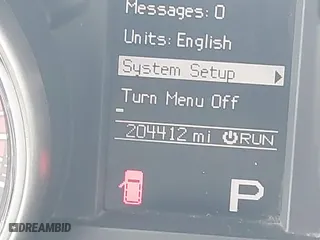 Messages: 0
Units: English
System Setup
Turn Menu Off
204412 mi RUN
P
DREAMBID